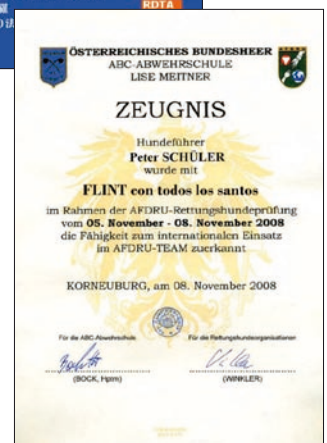 RDTA
ÖSTERREICHISCHES BUNDESHEER
ABC-ABWEHRSCHULE
LISE MEITNER
ZEUGNIS
Hundeführer
Peter SCHÜLER
wurde mit
FLINT con todos los santos
im Rahmen der AFDRU-Rettungshundeprüfung
vom 05. November - 08. November 2008
die Fähigkeit zum internationalen Einsatz
im AFDRU-TEAM zuerkannt
KORNEUBURG, am 08. November 2008
Für die ABC-Abwehrschule
Für die Rettungshundeorganisationen
(BOCK, Hptm)
(WINKLER)